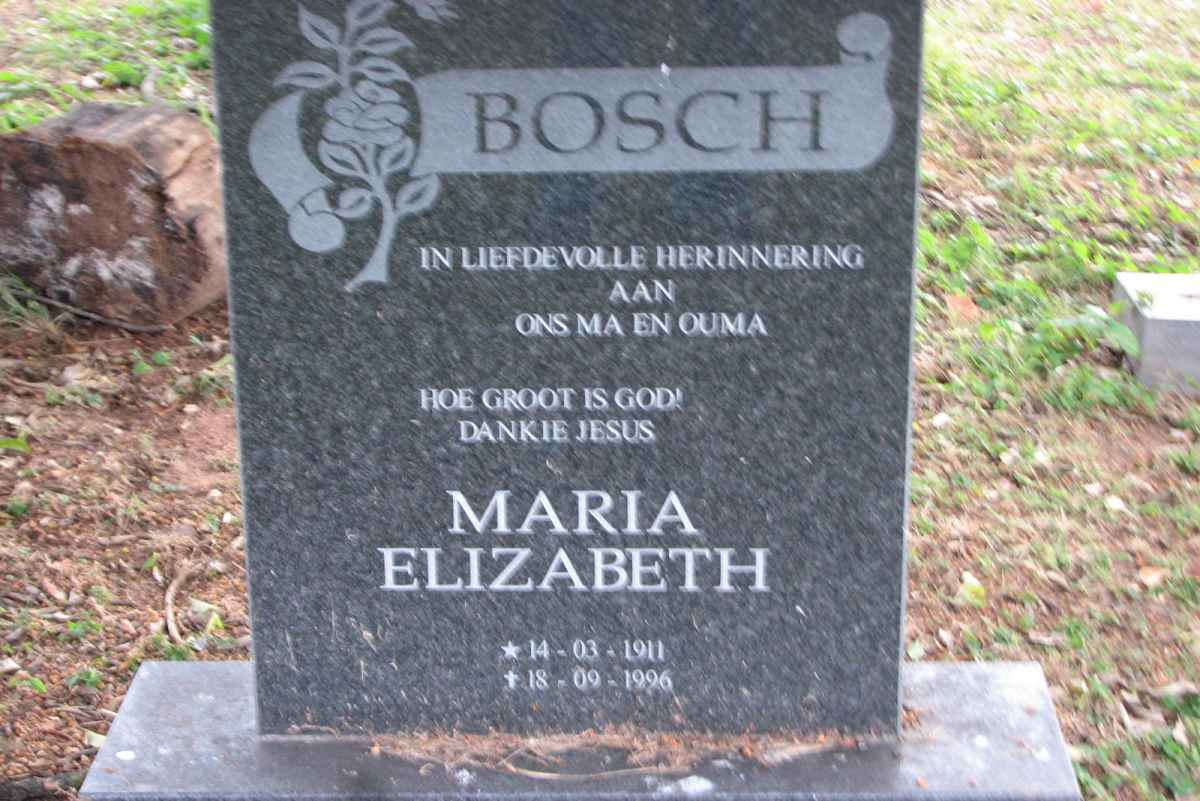 BOSCH
IN LIEFDEVOLLE HERINNERING
AAN
ONS MA EN OUMA
HOE GROOT IS GOD!
DANKIE JESUS
MARIA
ELIZABETH
★ 14 - 03 - 1911
✝ 18 - 09 - 1996